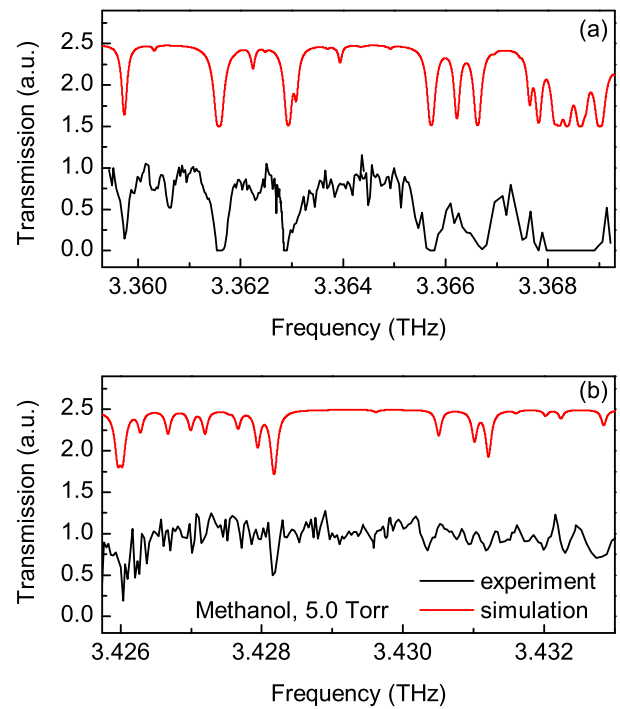 (a)
Transmission (a.u.)
2.5
2.0
1.5
1.0
0.5
0.0
3.360 3.362 3.364 3.366 3.368
Frequency (THz)
(b)
Transmission (a.u.)
2.5
2.0
1.5
1.0
0.5
0.0
experiment
Methanol, 5.0 Torr simulation
3.426 3.428 3.430 3.432
Frequency (THz)